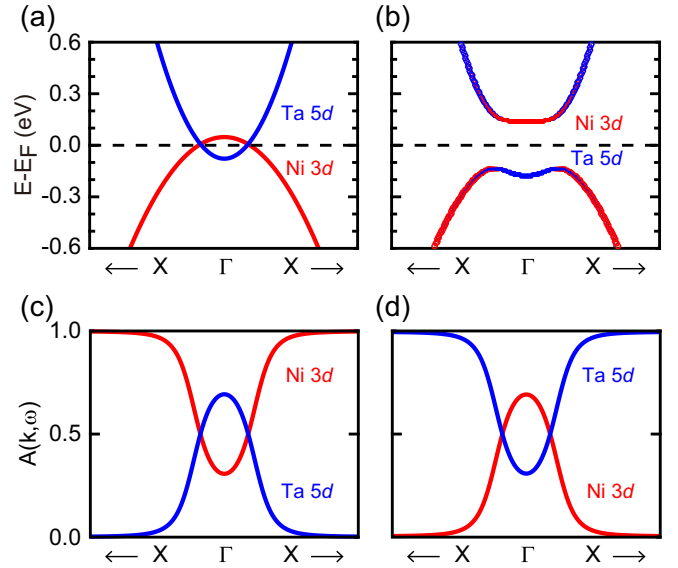 (a)
(b)
E-E_F (eV)
0.6
0.3
0.0
-0.3
-0.6
Ta 5d
Ni 3d
Ni 3d
Ta 5d
← X Γ X →
← X Γ X →
(c)
(d)
A(k,ω)
1.0
0.5
0.0
Ni 3d
Ta 5d
Ta 5d
Ni 3d
← X Γ X →
← X Γ X →